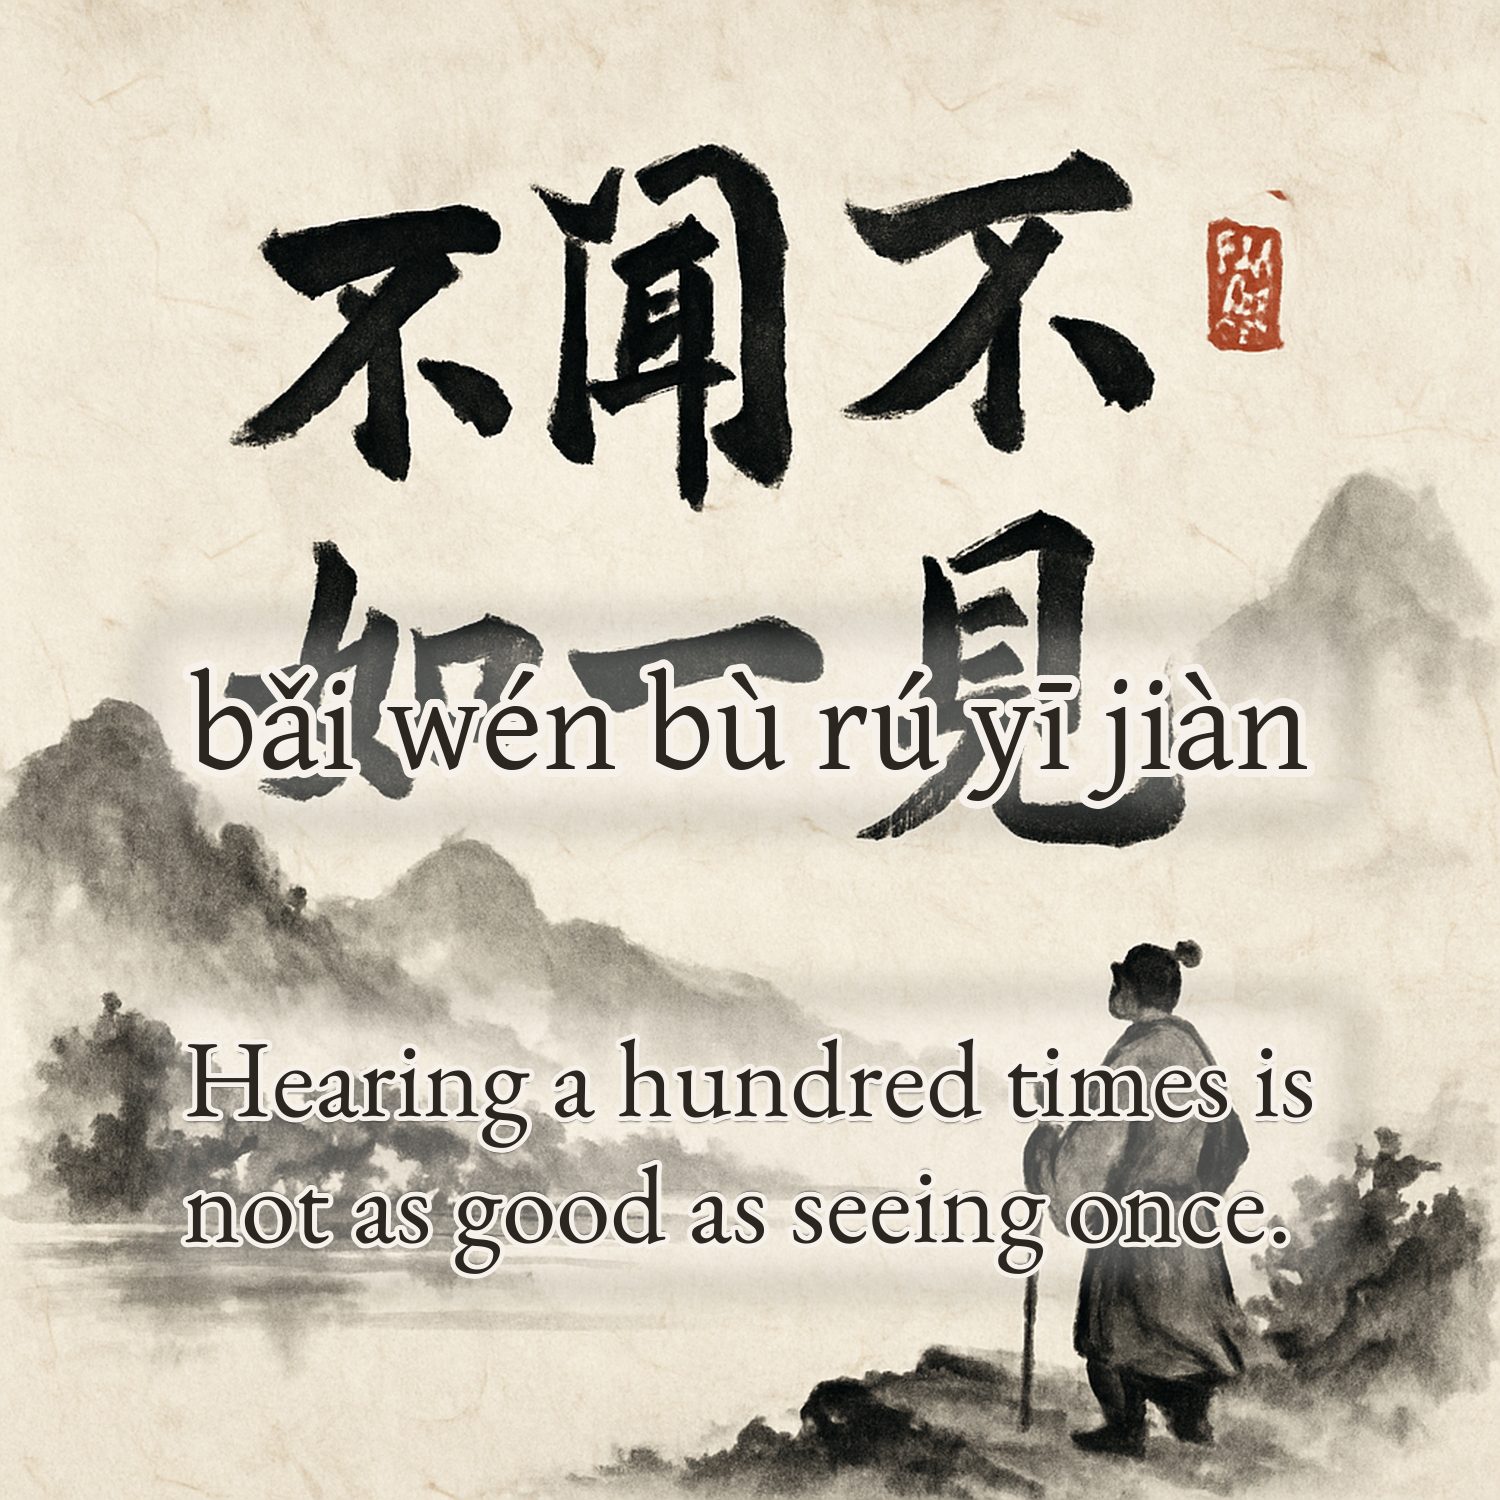 不闻不
如一見
bǎi wén bù rú yī jiàn
Hearing a hundred times is
not as good as seeing once.